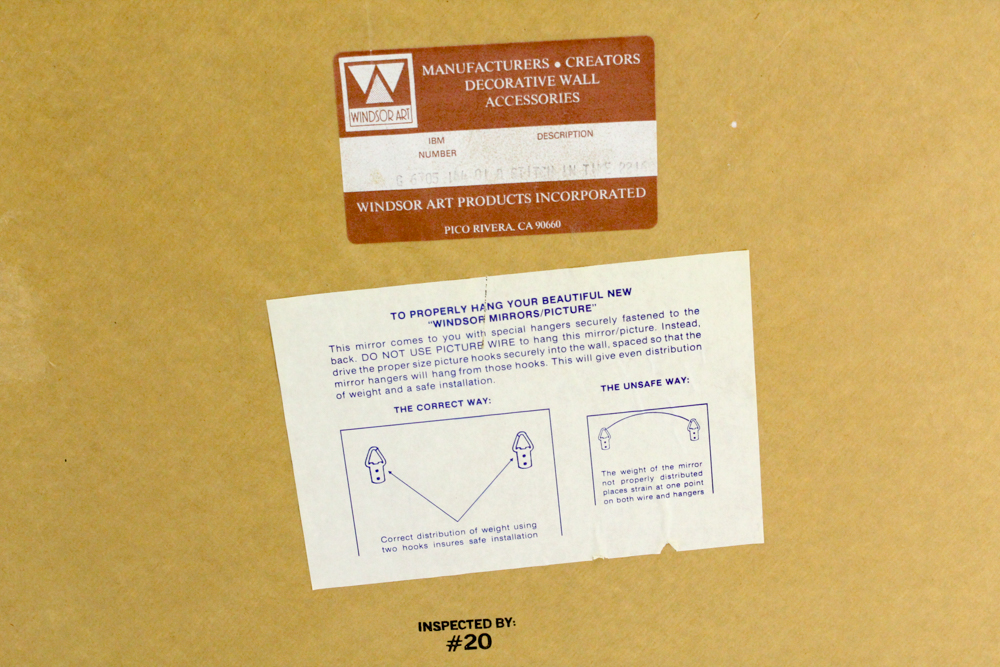 MANUFACTURERS • CREATORS
DECORATIVE WALL
ACCESSORIES
WINDSOR ART
IBM
NUMBER
DESCRIPTION
STITCH IN TIME
WINDSOR ART PRODUCTS INCORPORATED
PICO RIVERA, CA 90660
TO PROPERLY HANG YOUR BEAUTIFUL NEW
"WINDSOR MIRRORS/PICTURE"
This mirror comes to you with special hangers securely fastened to the
back. DO NOT USE PICTURE WIRE to hang this mirror/picture. Instead,
drive the proper size picture hooks securely into the wall, spaced so that the
mirror hangers will hang from those hooks. This will give even distribution
of weight and a safe installation.
THE CORRECT WAY:
Correct distribution of weight using
two hooks insures safe installation
THE UNSAFE WAY:
The weight of the mirror
not properly distributed
places strain at one point
on both wire and hangers
INSPECTED BY:
#20